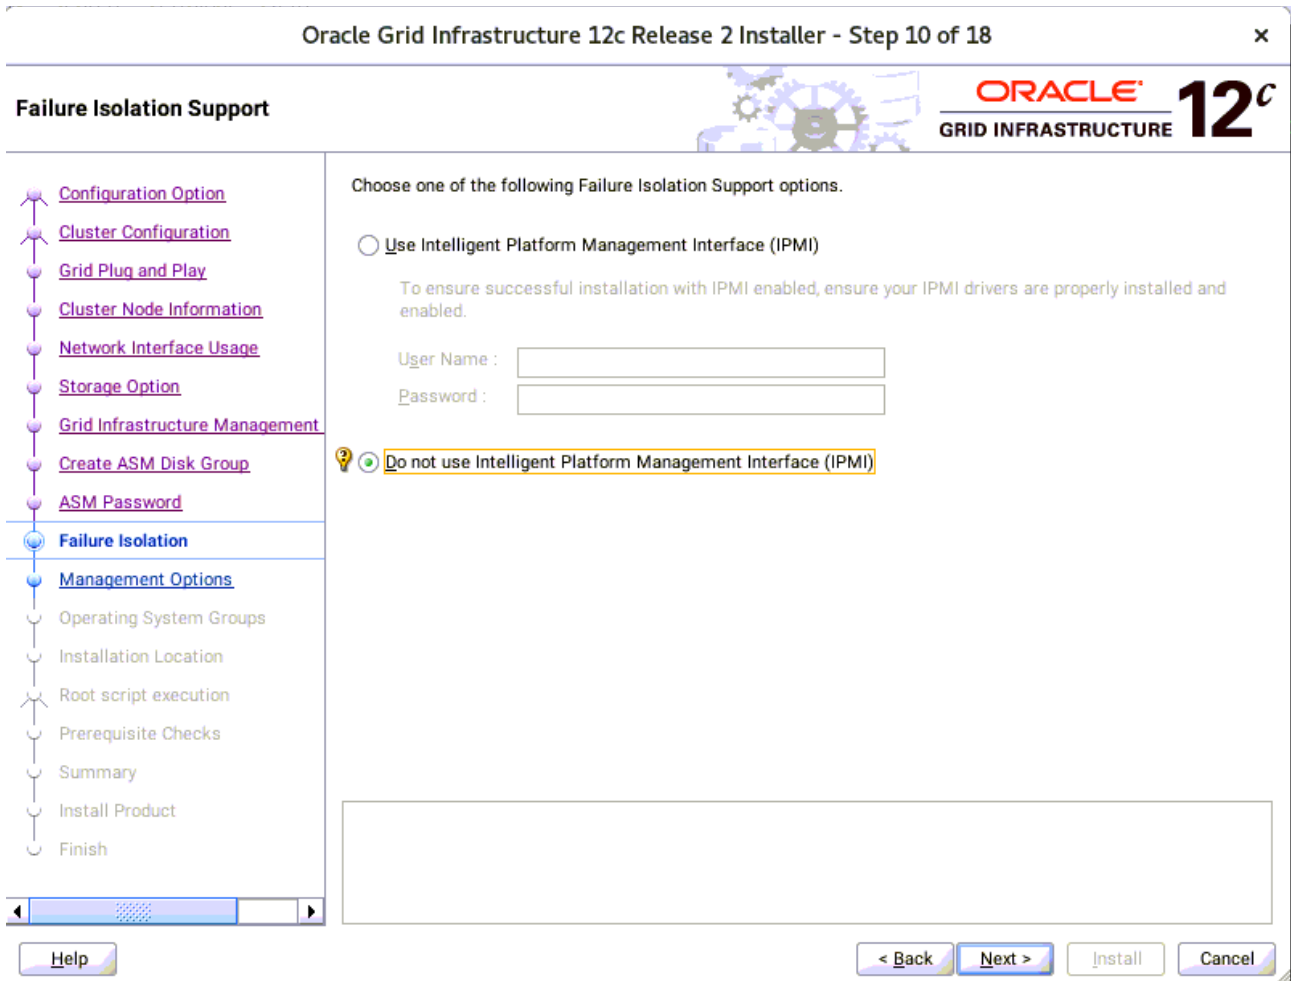 Oracle Grid Infrastructure 12c Release 2 Installer - Step 10 of 18
Failure Isolation Support
ORACLE
GRID INFRASTRUCTURE
12c
Configuration Option
Cluster Configuration
Grid Plug and Play
Cluster Node Information
Network Interface Usage
Storage Option
Grid Infrastructure Management
Create ASM Disk Group
ASM Password
Failure Isolation
Management Options
Operating System Groups
Installation Location
Root script execution
Prerequisite Checks
Summary
Install Product
Finish
Choose one of the following Failure Isolation Support options.
Use Intelligent Platform Management Interface (IPMI)
To ensure successful installation with IPMI enabled, ensure your IPMI drivers are properly installed and
enabled.
User Name :
Password :
Do not use Intelligent Platform Management Interface (IPMI)
Help
< Back
Next >
Install
Cancel